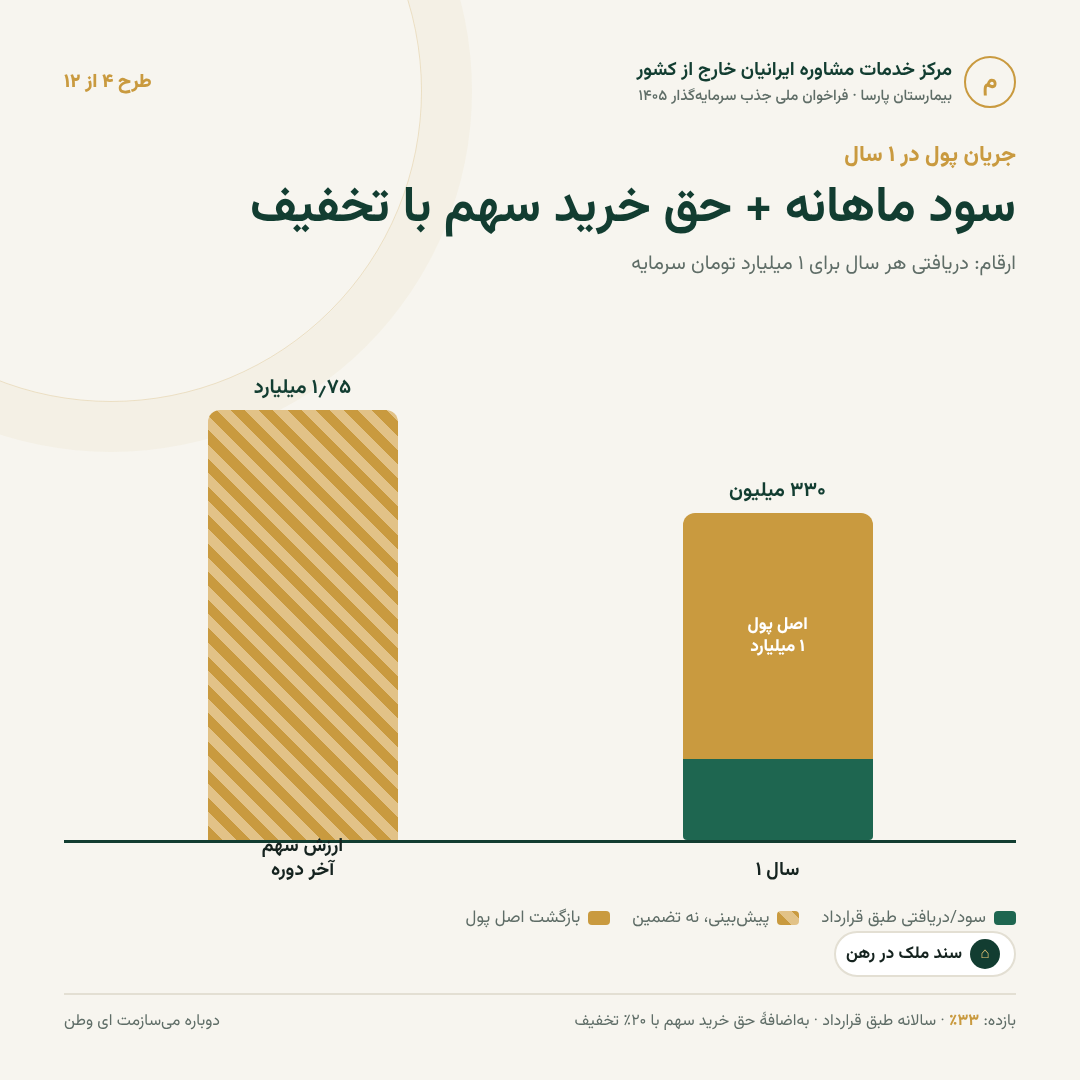 م
مرکز خدمات مشاوره ایرانیان خارج از کشور
بیمارستان پارسا · فراخوان ملی جذب سرمایه‌گذار ۱۴۰۵
طرح ۴ از ۱۲
جریان پول در ۱ سال
سود ماهانه + حق خرید سهم با تخفیف
ارقام: دریافتی هر سال برای ۱ میلیارد تومان سرمایه
۳۳۰ میلیون
اصل پول
۱ میلیارد
سال ۱
۱٫۷۵ میلیارد
ارزش سهم
آخر دوره
سود/دریافتی طبق قرارداد
پیش‌بینی، نه تضمین
بازگشت اصل پول
سند ملک در رهن
بازده: ۳۳٪ · سالانه طبق قرارداد · به‌اضافهٔ حق خرید سهم با ۲۰٪ تخفیف
دوباره می‌سازمت ای وطن